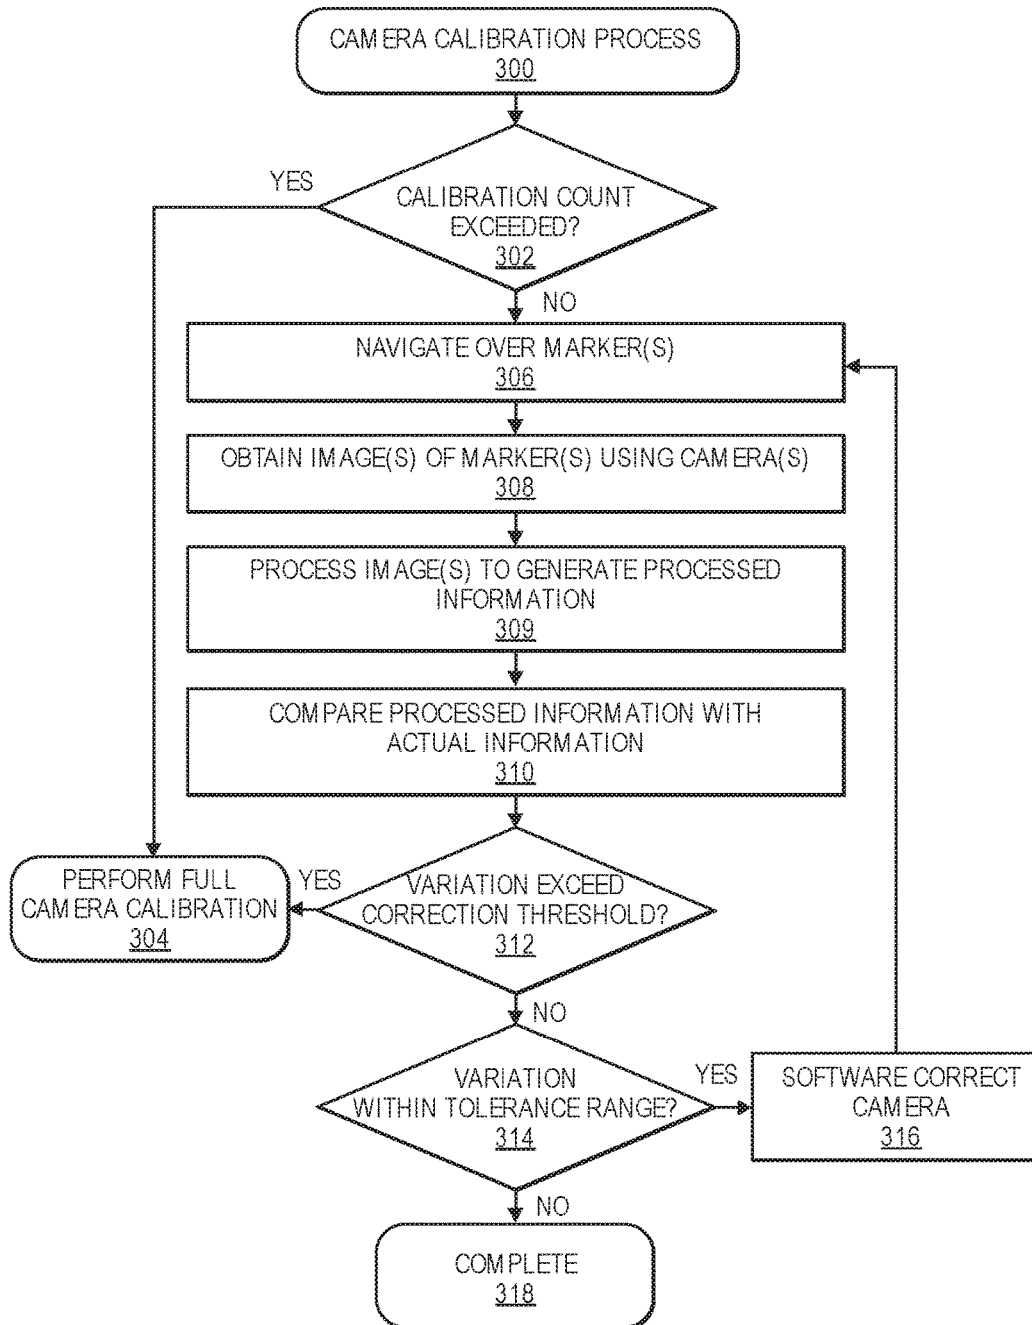 CAMERA CALIBRATION PROCESS
300
YES
CALIBRATION COUNT
EXCEEDED?
302
NO
NAVIGATE OVER MARKER(S)
306
OBTAIN IMAGE(S) OF MARKER(S) USING CAMERA(S)
308
PROCESS IMAGE(S) TO GENERATE PROCESSED
INFORMATION
309
COMPARE PROCESSED INFORMATION WITH
ACTUAL INFORMATION
310
PERFORM FULL
CAMERA CALIBRATION
304
YES
VARIATION EXCEED
CORRECTION THRESHOLD?
312
NO
VARIATION
WITHIN TOLERANCE RANGE?
314
YES
SOFTWARE CORRECT
CAMERA
316
NO
COMPLETE
318